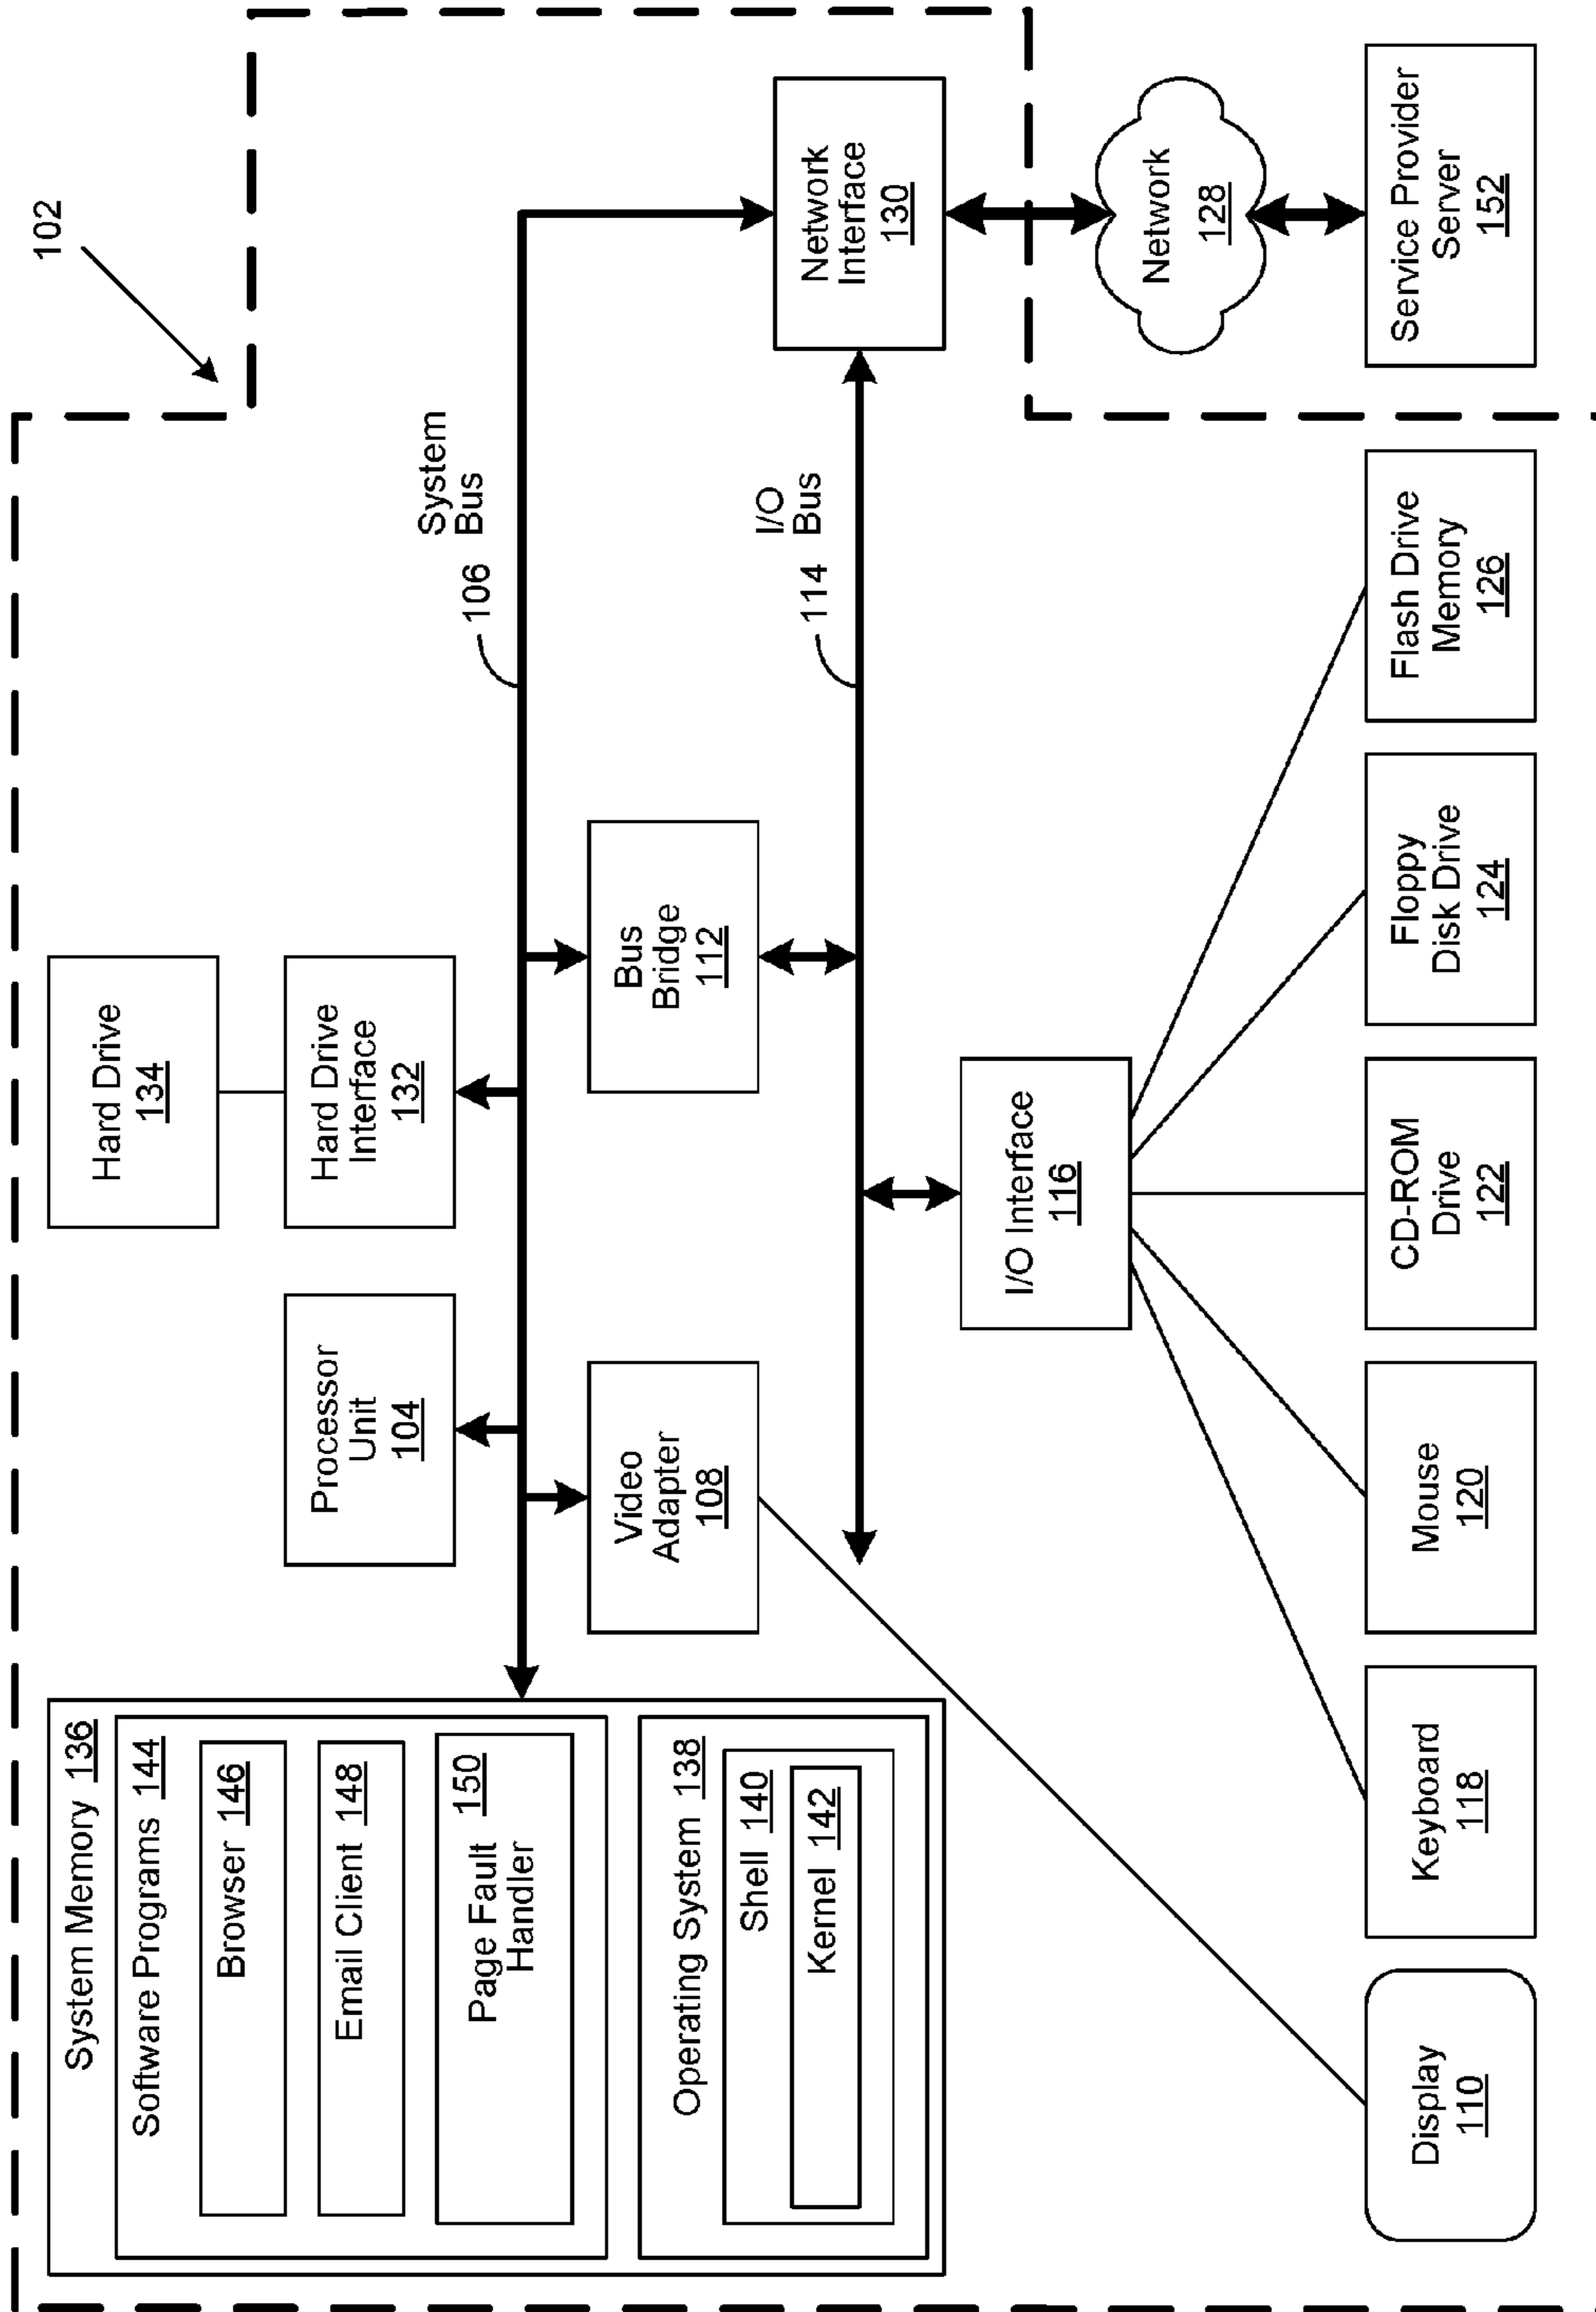 102
System Memory 136
Software Programs 144
Browser 146
Email Client 148
Page Fault
Handler
150
Operating System 138
Shell 140
Kernel 142
Hard Drive
134
Processor
Unit
104
Hard Drive
Interface
132
System
Bus
106
Video
Adapter
108
Bus
Bridge
112
Network
Interface
130
I/O
Bus
114
I/O Interface
116
Network
128
Display
110
Keyboard
118
Mouse
120
CD-ROM
Drive
122
Floppy
Disk Drive
124
Flash Drive
Memory
126
Service Provider
Server
152